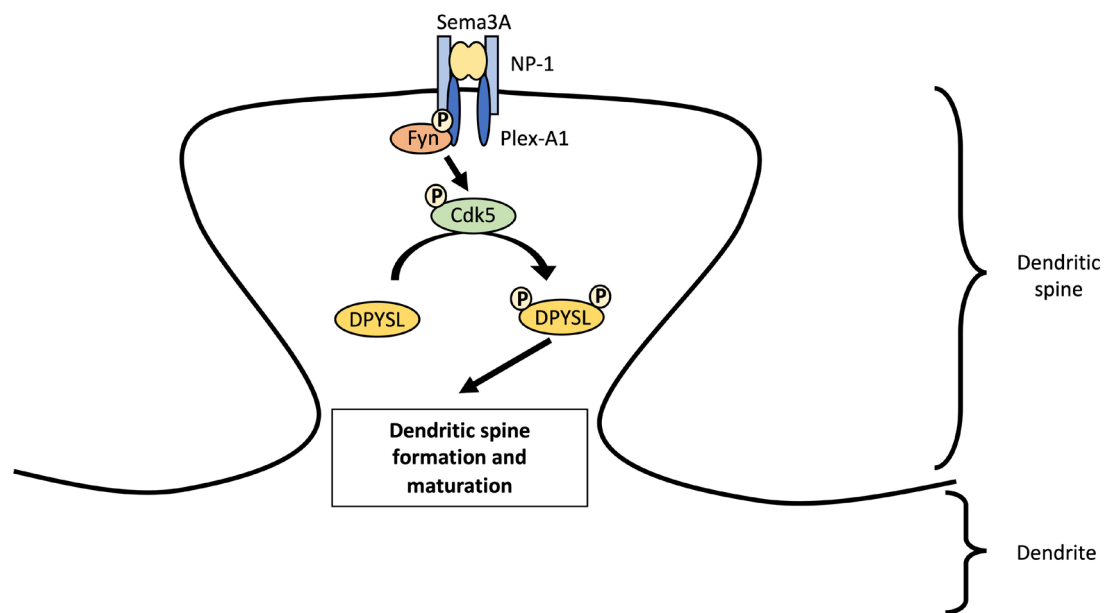 Sema3A
NP-1
P
Fyn
Plex-A1
P
Cdk5
P
P
DPYSL
DPYSL
Dendritic spine
formation and
maturation
Dendritic
spine
Dendrite